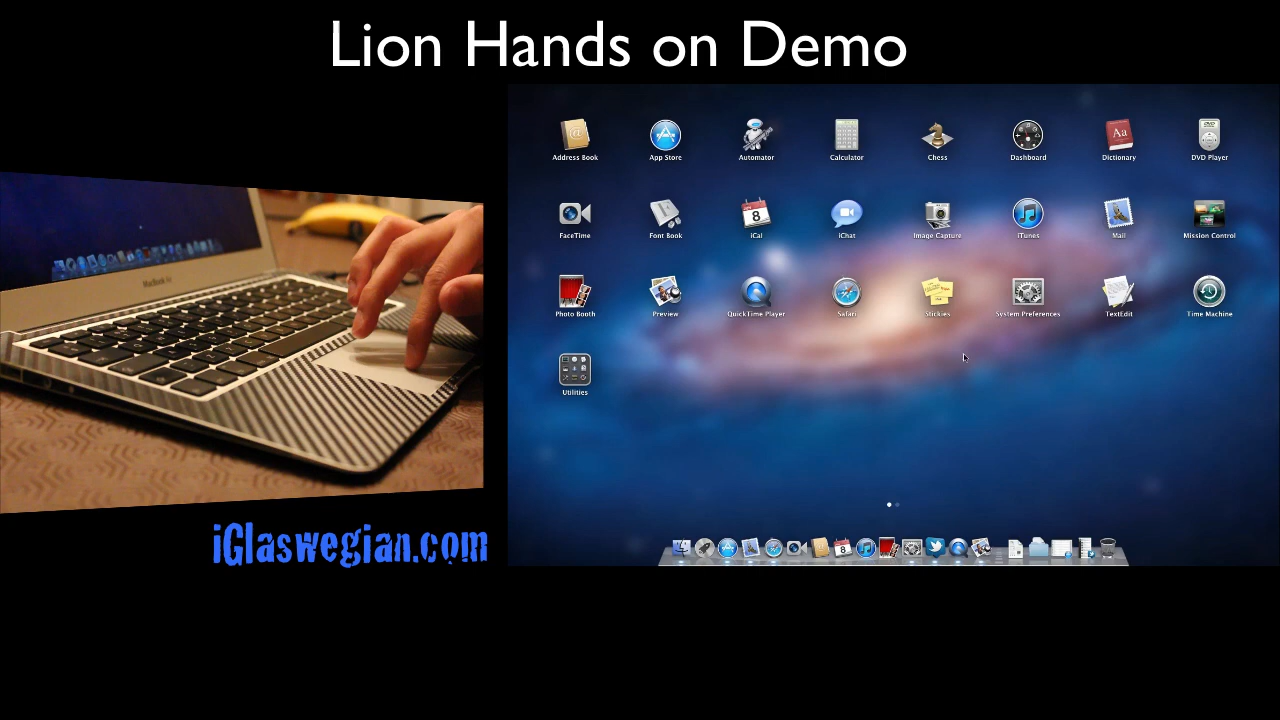 Lion Hands on Demo
Address Book
App Store
Automator
Calculator
Chess
Dashboard
Dictionary
DVD Player
FaceTime
Font Book
iCal
iChat
Image Capture
iTunes
Mail
Mission Control
Photo Booth
Preview
QuickTime Player
Safari
Stickies
System Preferences
TextEdit
Time Machine
Utilities
MacBook Air
iGlaswegian.com